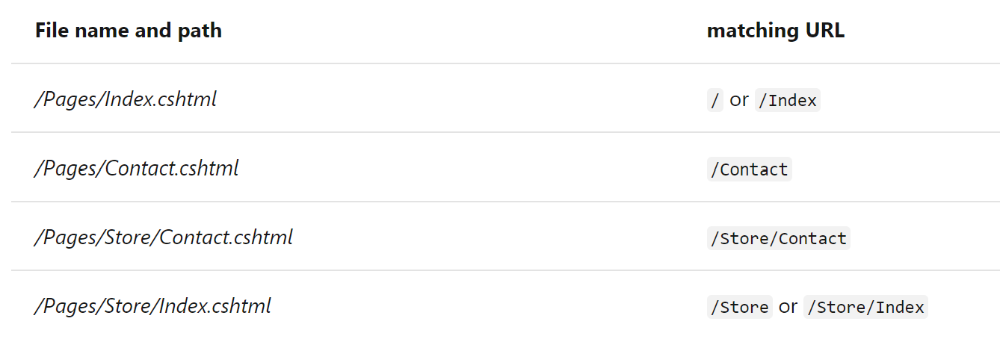 File name and path matching URL
/Pages/Index.cshtml / or /Index
/Pages/Contact.cshtml /Contact
/Pages/Store/Contact.cshtml /Store/Contact
/Pages/Store/Index.cshtml /Store or /Store/Index